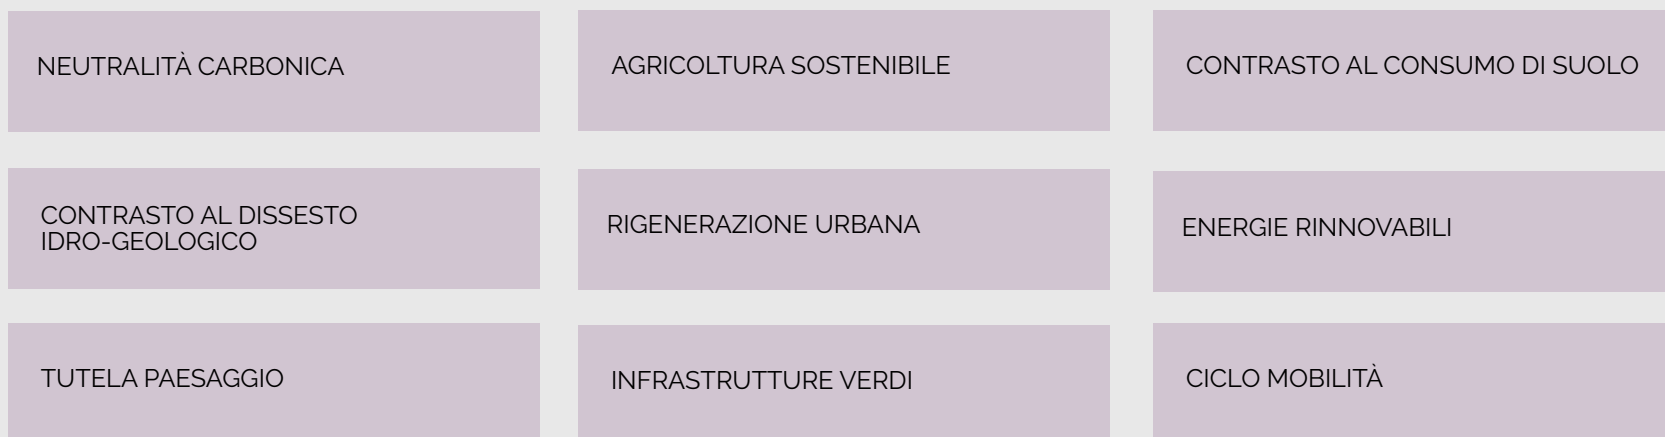 NEUTRALITÀ CARBONICA
AGRICOLTURA SOSTENIBILE
CONTRASTO AL CONSUMO DI SUOLO
CONTRASTO AL DISSESTO
IDRO-GEOLOGICO
RIGENERAZIONE URBANA
ENERGIE RINNOVABILI
TUTELA PAESAGGIO
INFRASTRUTTURE VERDI
CICLO MOBILITÀ